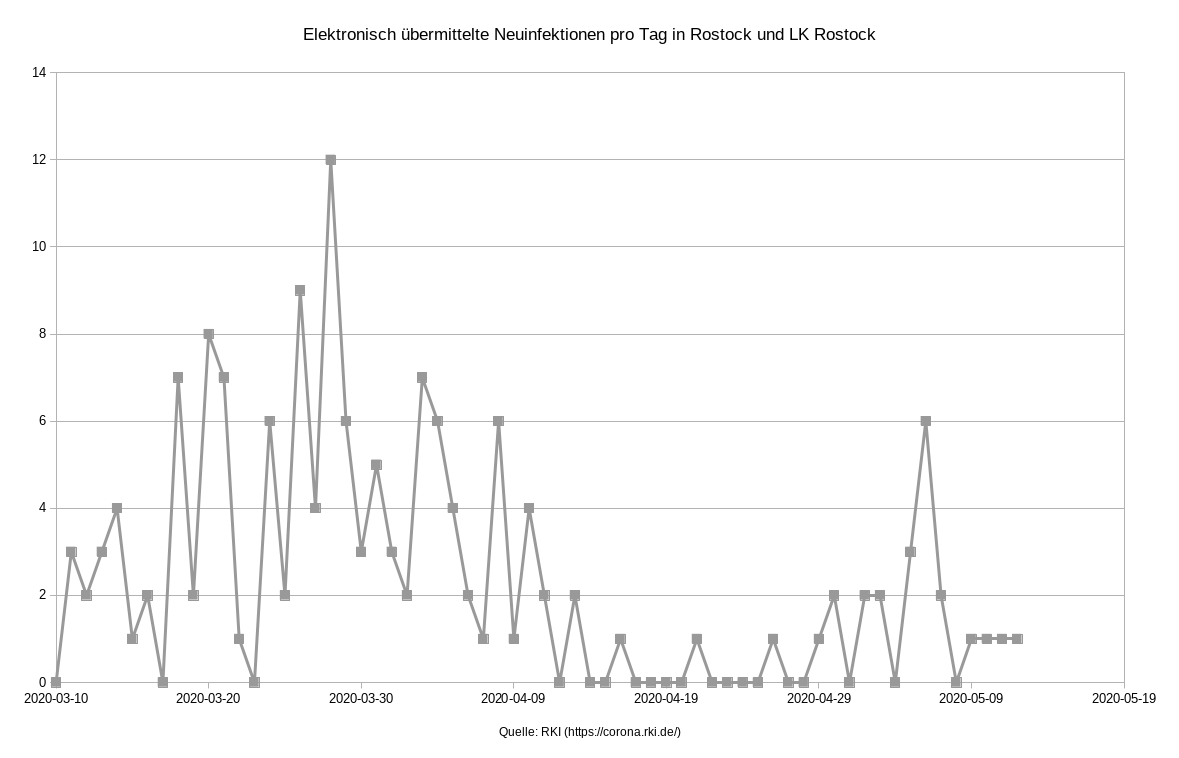 Elektronisch übermittelte Neuinfektionen pro Tag in Rostock und LK Rostock
14
12
10
8
6
4
2
0
2020-03-10 2020-03-20 2020-03-30 2020-04-09 2020-04-19 2020-04-29 2020-05-09 2020-05-19
Quelle: RKI (https://corona.rki.de/)